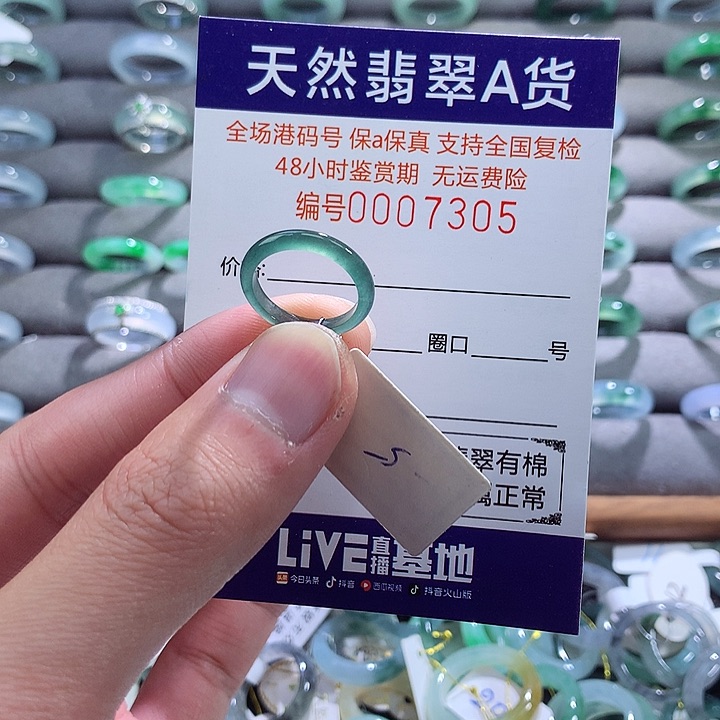 天然翡翠A货
全场港码号 保a保真 支持全国复检
48小时鉴赏期 无运费险
编号0007305
价
圈口 号
翠有棉
正常
LiVE直播基地
头条 今日头条 抖音 西瓜视频 抖音火山版